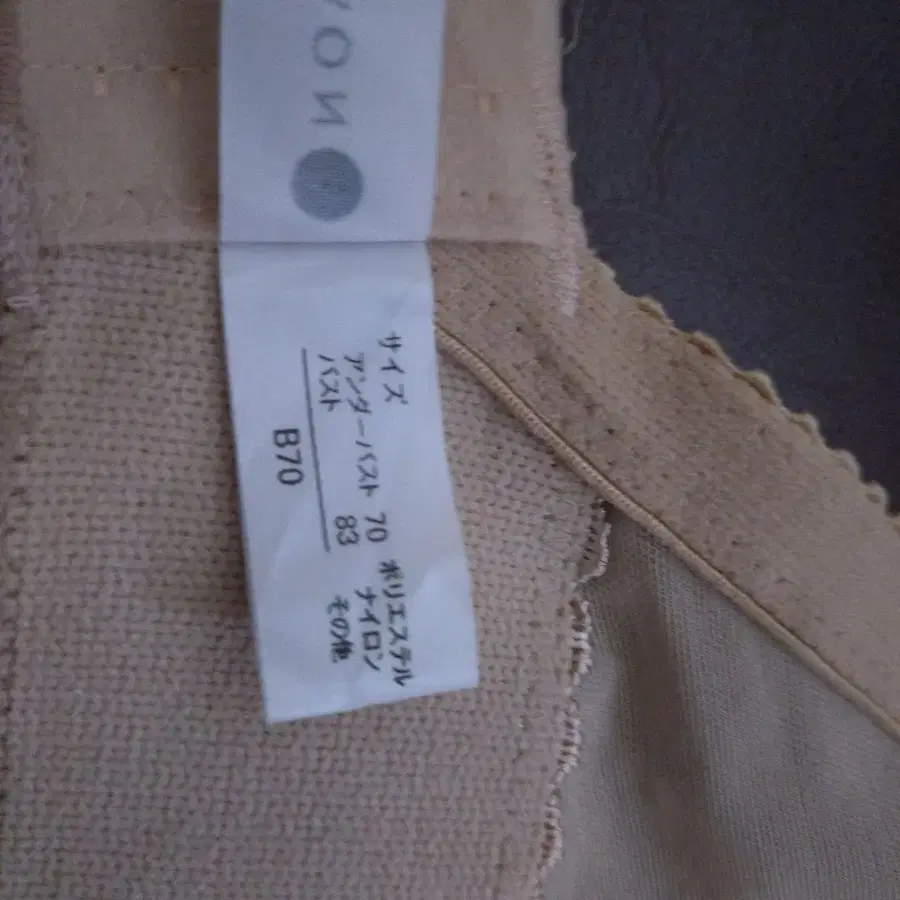 サイズ
アンダーバスト 70
バスト 83
B70
ポリエステル
ナイロン
その他